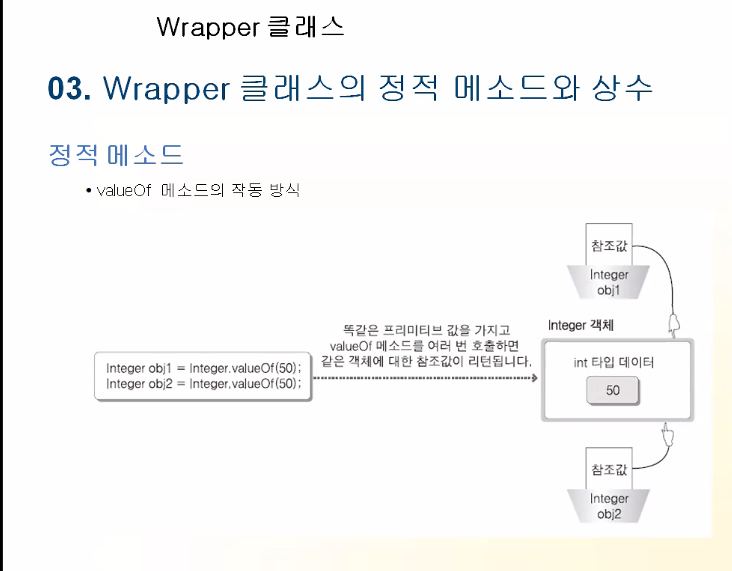 Wrapper 클래스
03. Wrapper 클래스의 정적 메소드와 상수
정적 메소드
• valueOf 메소드의 작동 방식
참조값
Integer
obj1
똑같은 프리미티브 값을 가지고
valueOf 메소드를 여러 번 호출하면
같은 객체에 대한 참조값이 리턴됩니다.
Integer 객체
Integer obj1 = Integer.valueOf(50);
Integer obj2 = Integer.valueOf(50);
int 타입 데이터
50
참조값
Integer
obj2